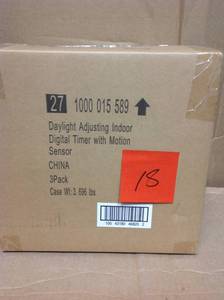 27 1000 015 589
Daylight Adjusting Indoor
Digital Timer with Motion
Sensor
CHINA
3Pack
Case Wt: 3.696 lbs
18